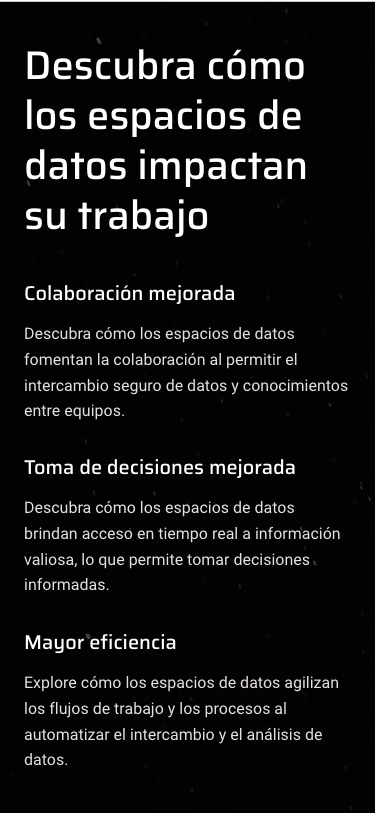 Descubra cómo
los espacios de
datos impactan
su trabajo
Colaboración mejorada
Descubra cómo los espacios de datos
fomentan la colaboración al permitir el
intercambio seguro de datos y conocimientos
entre equipos.
Toma de decisiones mejorada
Descubra cómo los espacios de datos
brindan acceso en tiempo real a información
valiosa, lo que permite tomar decisiones
informadas.
Mayor eficiencia
Explore cómo los espacios de datos agilizan
los flujos de trabajo y los procesos al
automatizar el intercambio y el análisis de
datos.